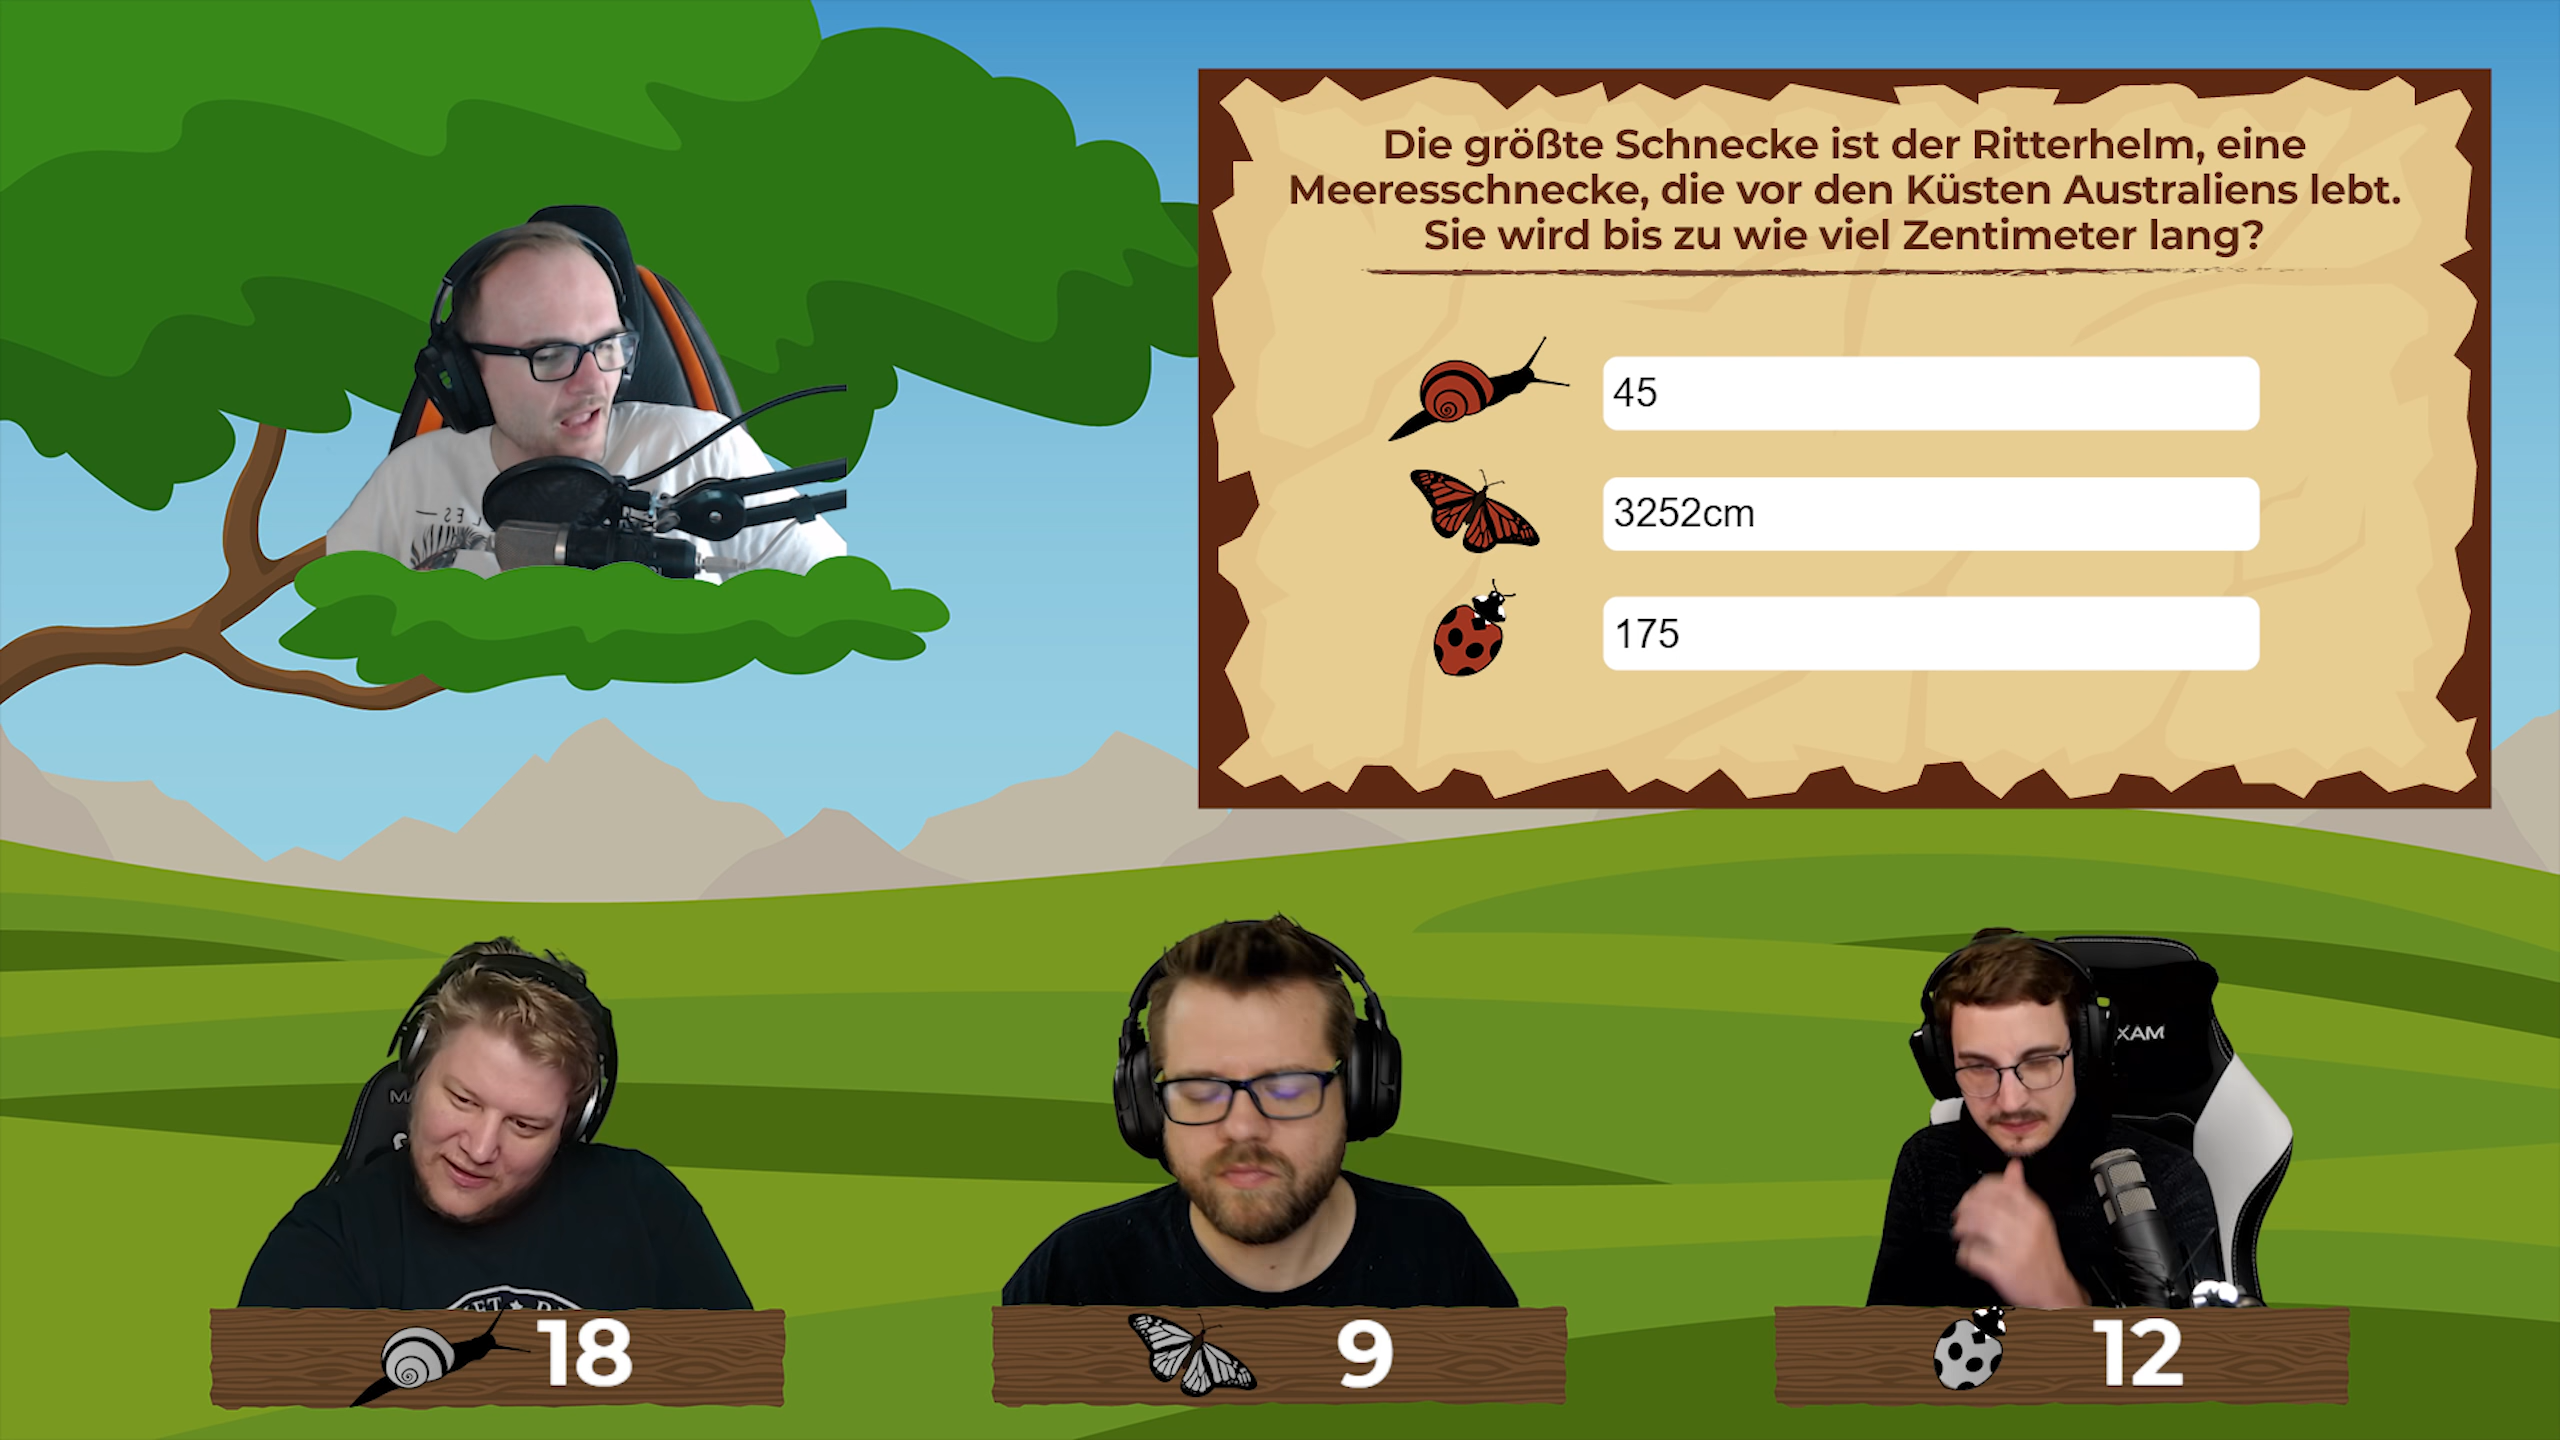 Die größte Schnecke ist der Ritterhelm, eine
Meeresschnecke, die vor den Küsten Australiens lebt.
Sie wird bis zu wie viel Zentimeter lang?
45
3252cm
175
XAM
18
9
12